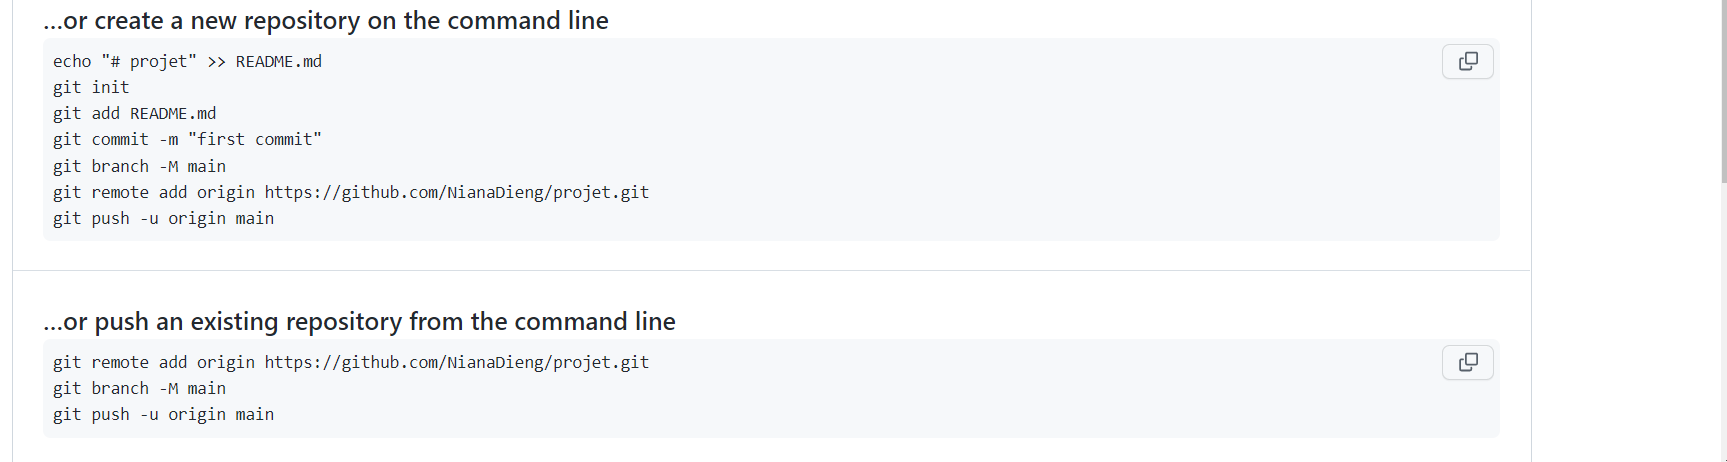 ...or create a new repository on the command line
echo "# projet" >> README.md
git init
git add README.md
git commit -m "first commit"
git branch -M main
git remote add origin https://github.com/NianaDieng/projet.git
git push -u origin main
...or push an existing repository from the command line
git remote add origin https://github.com/NianaDieng/projet.git
git branch -M main
git push -u origin main